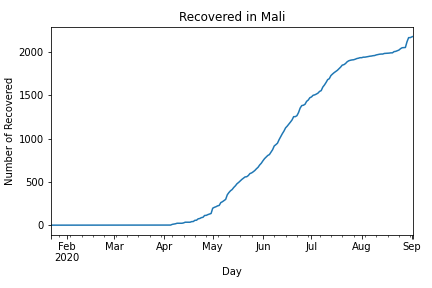 Recovered in Mali
Number of Recovered
2000
1500
1000
500
0
Feb
2020
Mar
Apr
May
Jun
Jul
Aug
Sep
Day